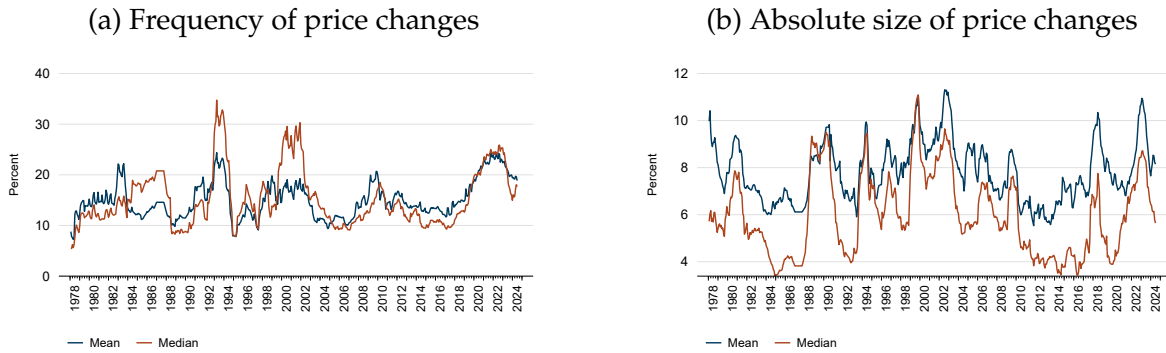 (a) Frequency of price changes
40
30
20
10
0
Percent
1978 1980 1982 1984 1986 1988 1990 1992 1994 1996 1998 2000 2002 2004 2006 2008 2010 2012 2014 2016 2018 2020 2022 2024
Mean Median
(b) Absolute size of price changes
12
10
8
6
4
Percent
1978 1980 1982 1984 1986 1988 1990 1992 1994 1996 1998 2000 2002 2004 2006 2008 2010 2012 2014 2016 2018 2020 2022 2024
Mean Median